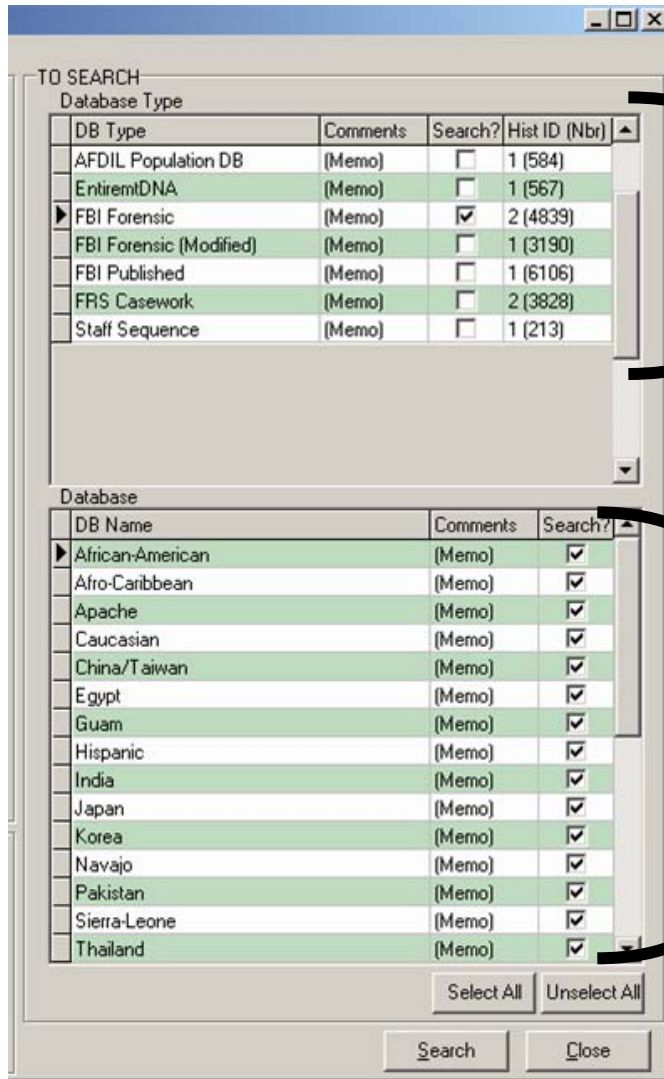 TO SEARCH
Database Type
DB Type Comments Search? Hist ID (Nbr)
AFDIL Population DB (Memo) 1 (584)
EntiremtDNA (Memo) 1 (567)
FBI Forensic (Memo) 2 (4839)
FBI Forensic (Modified) (Memo) 1 (3190)
FBI Published (Memo) 1 (6106)
FRS Casework (Memo) 2 (3828)
Staff Sequence (Memo) 1 (213)
Database
DB Name Comments Search?
African-American (Memo)
Afro-Caribbean (Memo)
Apache (Memo)
Caucasian (Memo)
China/Taiwan (Memo)
Egypt (Memo)
Guam (Memo)
Hispanic (Memo)
India (Memo)
Japan (Memo)
Korea (Memo)
Navajo (Memo)
Pakistan (Memo)
Sierra-Leone (Memo)
Thailand (Memo)
Select All Unselect All
Search Close